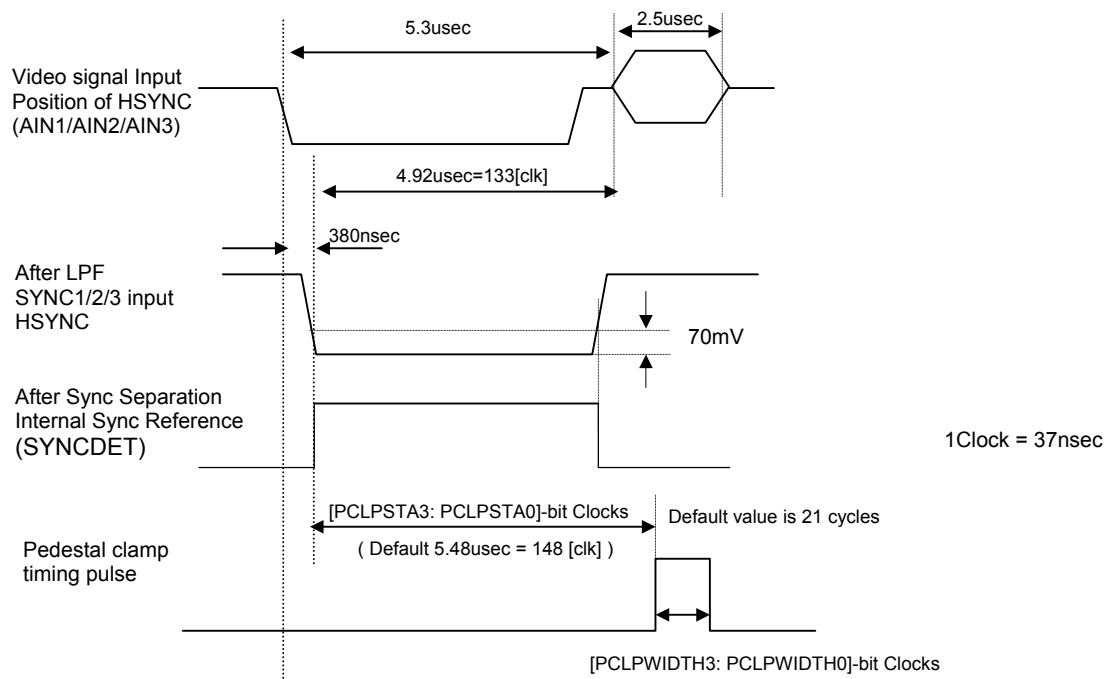 5.3usec
2.5usec
Video signal Input
Position of HSYNC
(AIN1/AIN2/AIN3)
4.92usec=133[clk]
380nsec
After LPF
SYNC1/2/3 input
HSYNC
70mV
After Sync Separation
Internal Sync Reference
(SYNCDET)
1Clock = 37nsec
[PCLPSTA3: PCLPSTA0]-bit Clocks
Default value is 21 cycles
( Default 5.48usec = 148 [clk] )
Pedestal clamp
timing pulse
[PCLPWIDTH3: PCLPWIDTH0]-bit Clocks